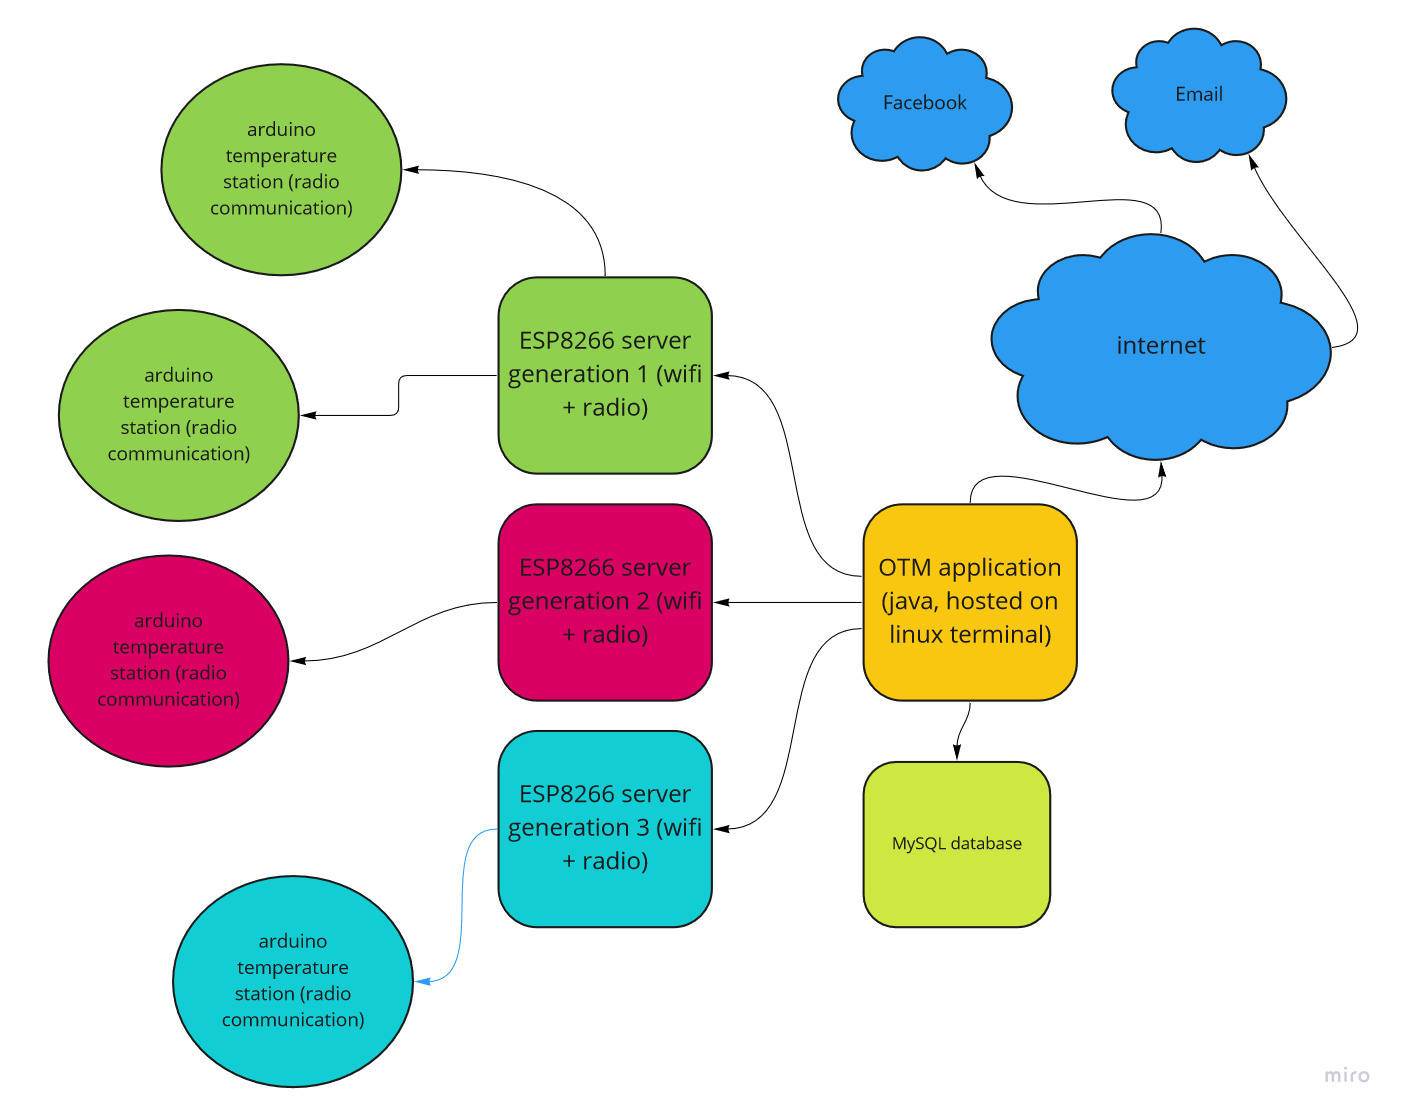 Facebook
Email
arduino
temperature
station (radio
communication)
internet
ESP8266 server
generation 1 (wifi
+ radio)
arduino
temperature
station (radio
communication)
ESP8266 server
generation 2 (wifi
+ radio)
OTM application
(java, hosted on
linux terminal)
arduino
temperature
station (radio
communication)
ESP8266 server
generation 3 (wifi
+ radio)
MySQL database
arduino
temperature
station (radio
communication)
miro